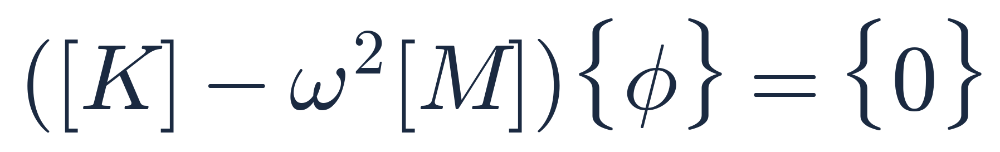 ([K] − ω²[M]){ϕ} = {0}